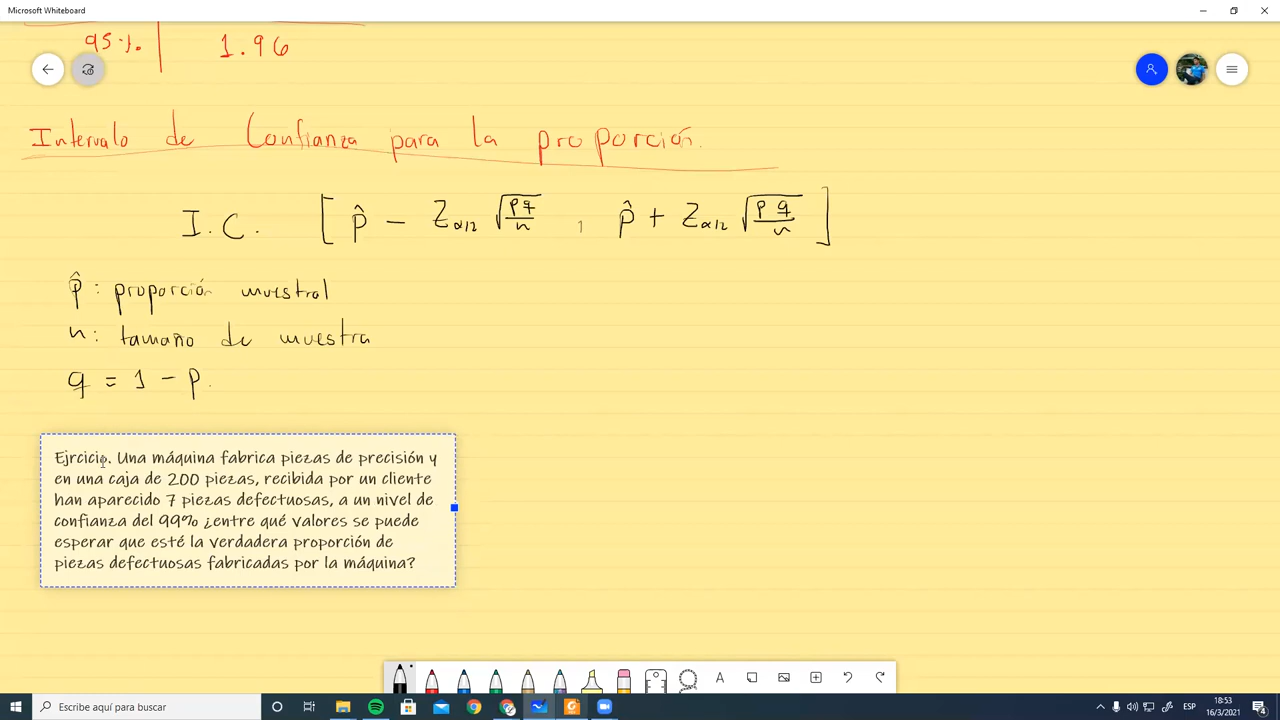 Microsoft Whiteboard
95% 1.96
Intervalo de Confianza para la proporción.
I.C. [ p̂ − Zα/2 √(pq/n) , p̂ + Zα/2 √(pq/n) ]
p̂ : proporción muestral
n : tamaño de muestra
q = 1 − p.
Ejrcicio. Una máquina fabrica piezas de precisión y
en una caja de 200 piezas, recibida por un cliente
han aparecido 7 piezas defectuosas, a un nivel de
confianza del 99% ¿entre qué valores se puede
esperar que esté la verdadera proporción de
piezas defectuosas fabricadas por la máquina?
Escribe aquí para buscar
ESP
18:53
16/3/2021